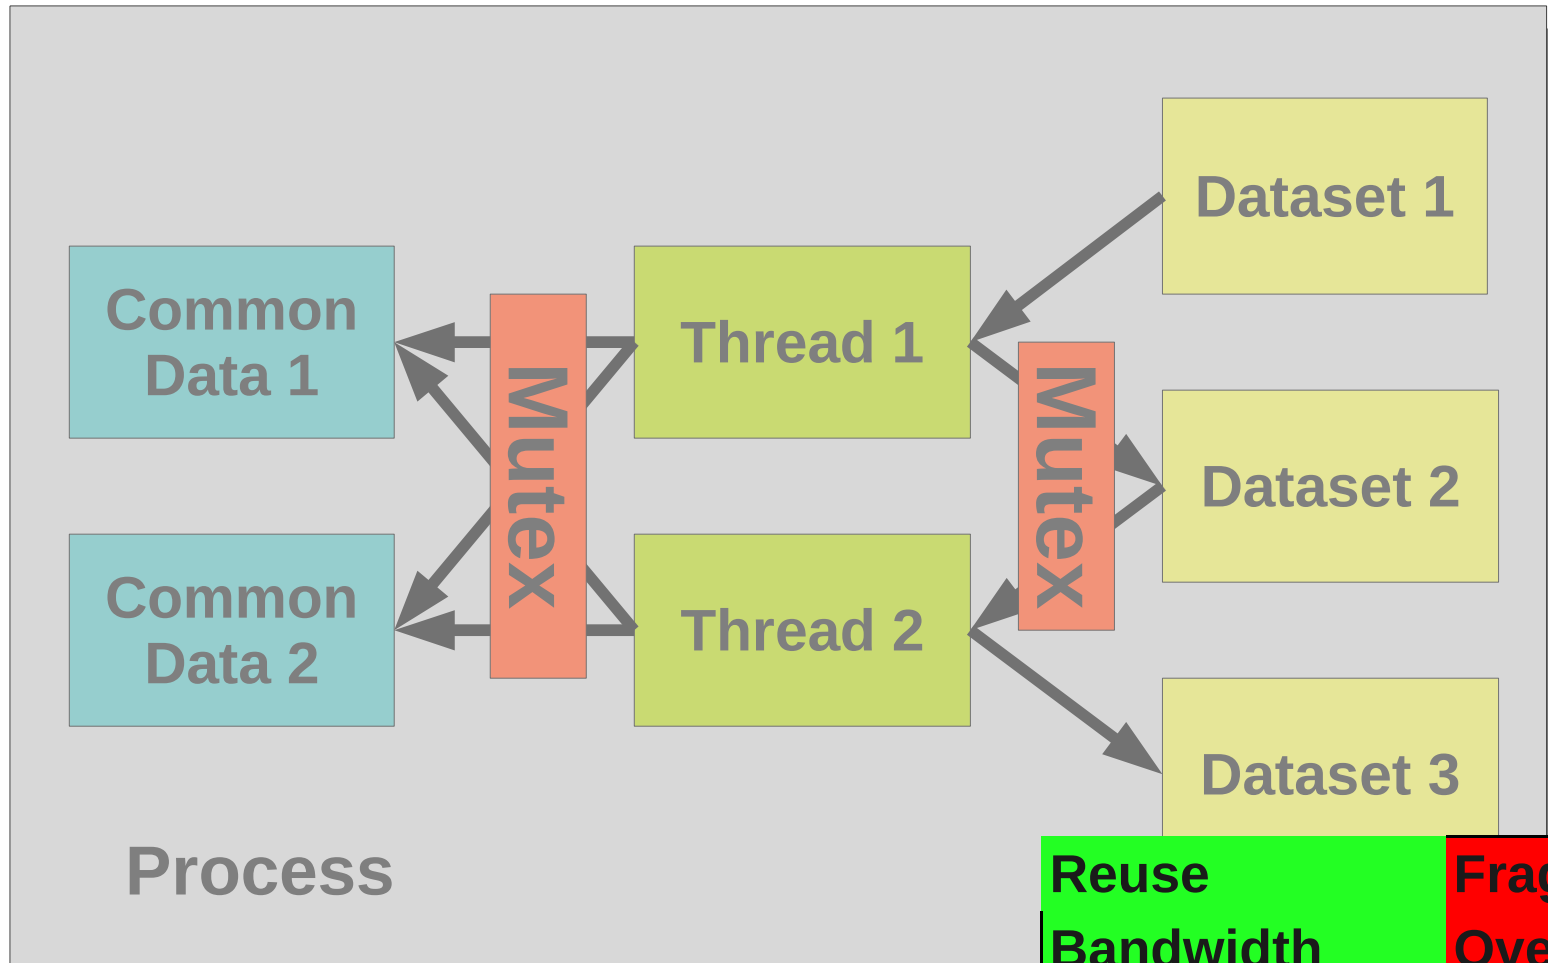 Dataset 1
Common
Data 1
Thread 1
Mutex
Mutex
Dataset 2
Common
Data 2
Thread 2
Dataset 3
Process
Reuse
Bandwidth